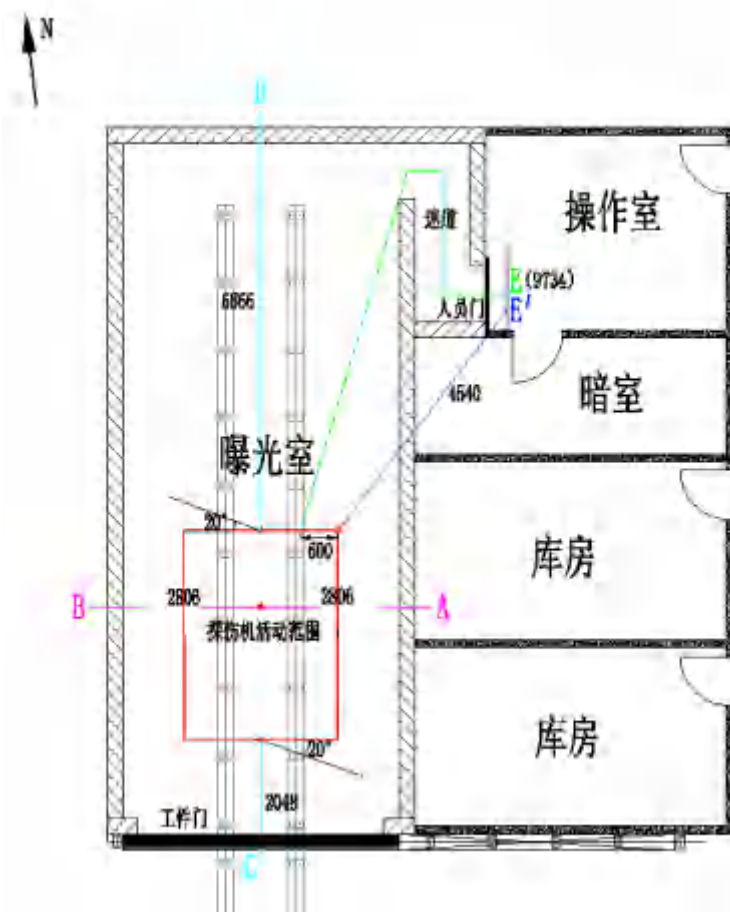 N
D
操作室
迷道
E(9734)
人员门
E'
6866
4540
暗室
曝光室
20°
600
库房
B
2806
2806
A
探伤机活动范围
20°
库房
2048
工件门
C